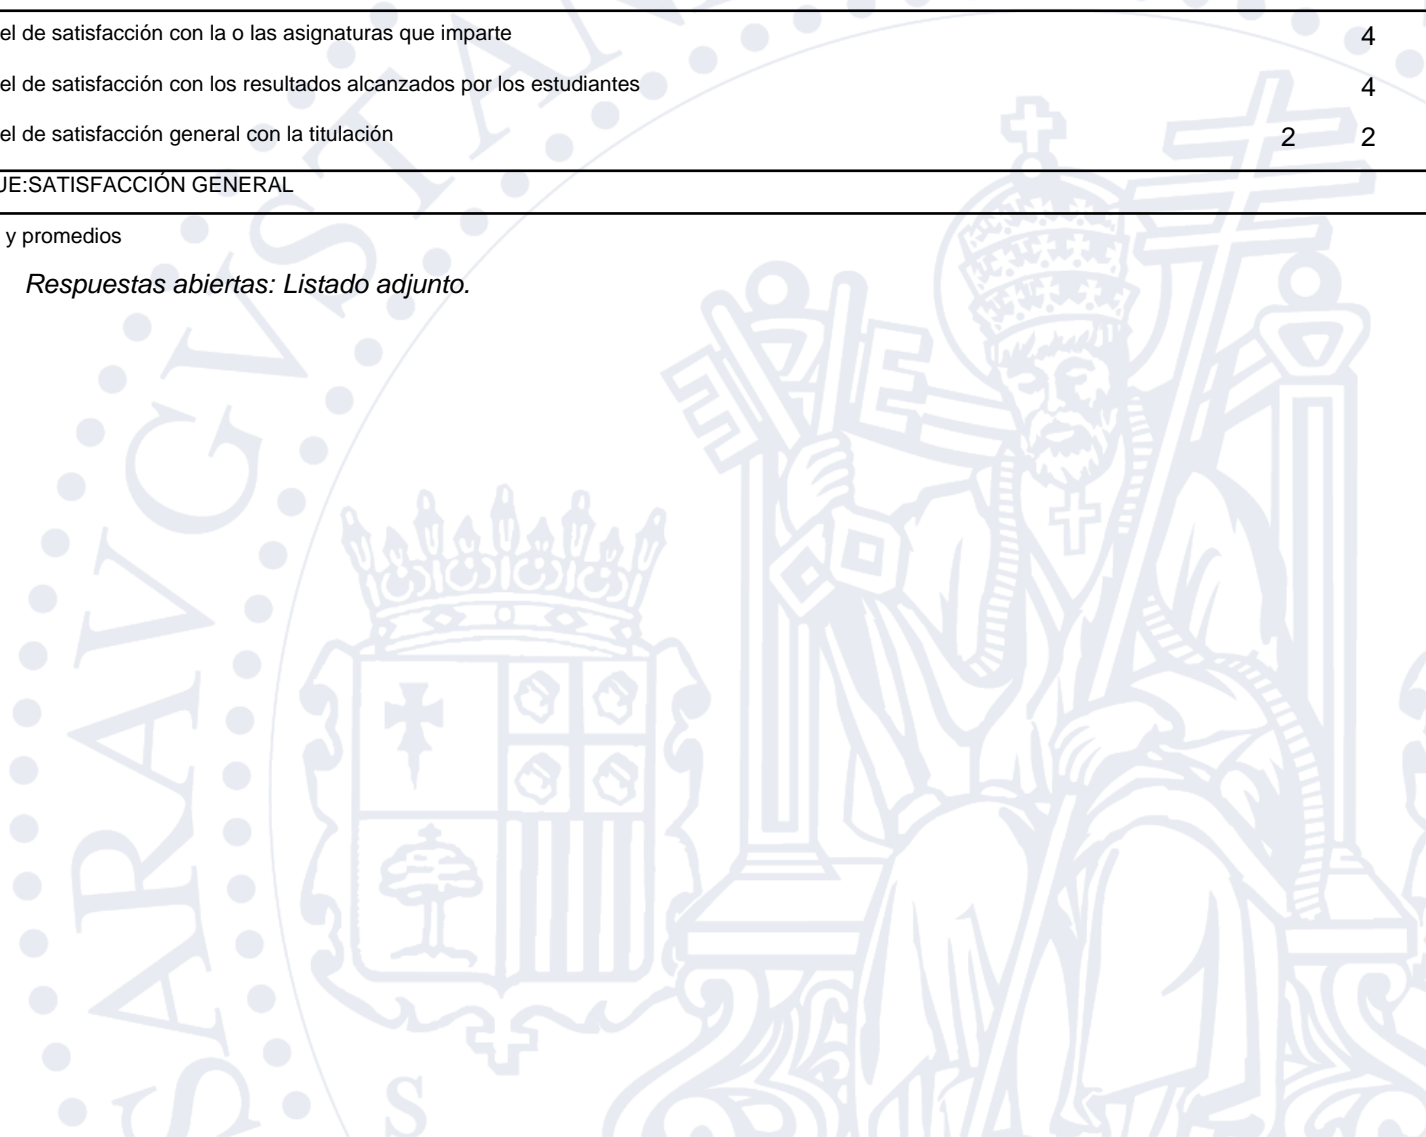 el de satisfacción con la o las asignaturas que imparte 4
el de satisfacción con los resultados alcanzados por los estudiantes 4
el de satisfacción general con la titulación 2 2
UE:SATISFACCIÓN GENERAL
y promedios
Respuestas abiertas: Listado adjunto.